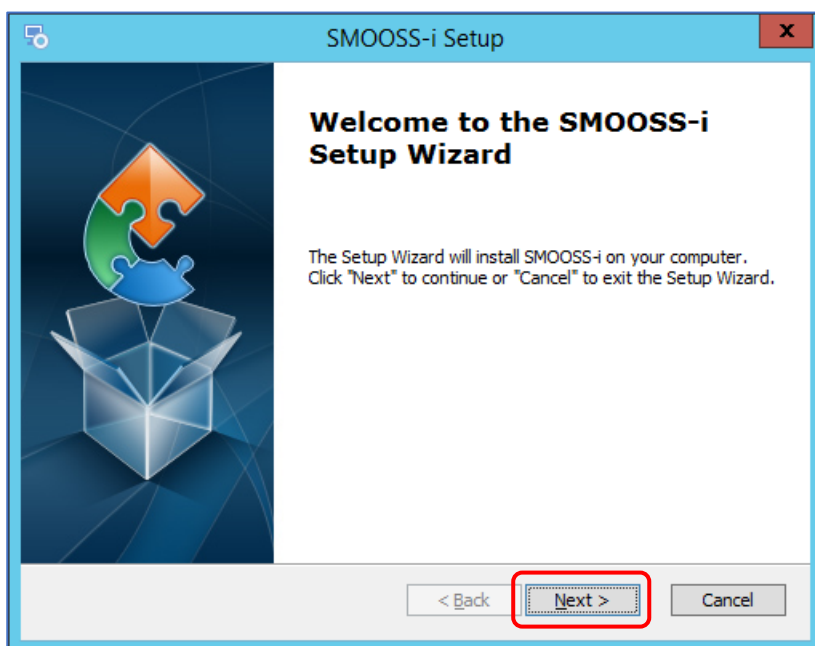 SMOOSS-i Setup
x
Welcome to the SMOOSS-i
Setup Wizard
The Setup Wizard will install SMOOSS-i on your computer.
Click "Next" to continue or "Cancel" to exit the Setup Wizard.
< Back Next > Cancel